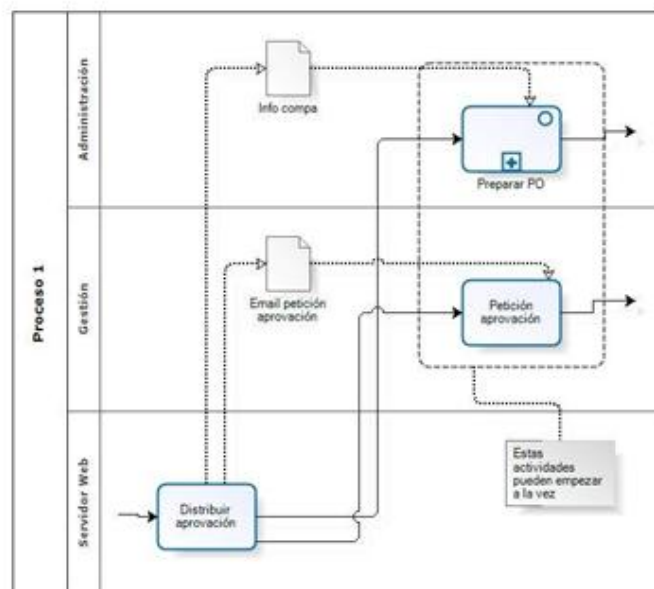 Proceso 1
Administración
Info compa
Preparar PO
Gestión
Email petición
aprovación
Petición
aprovación
Servidor Web
Distribuir
aprovación
Estas
actividades
pueden empezar
a la vez